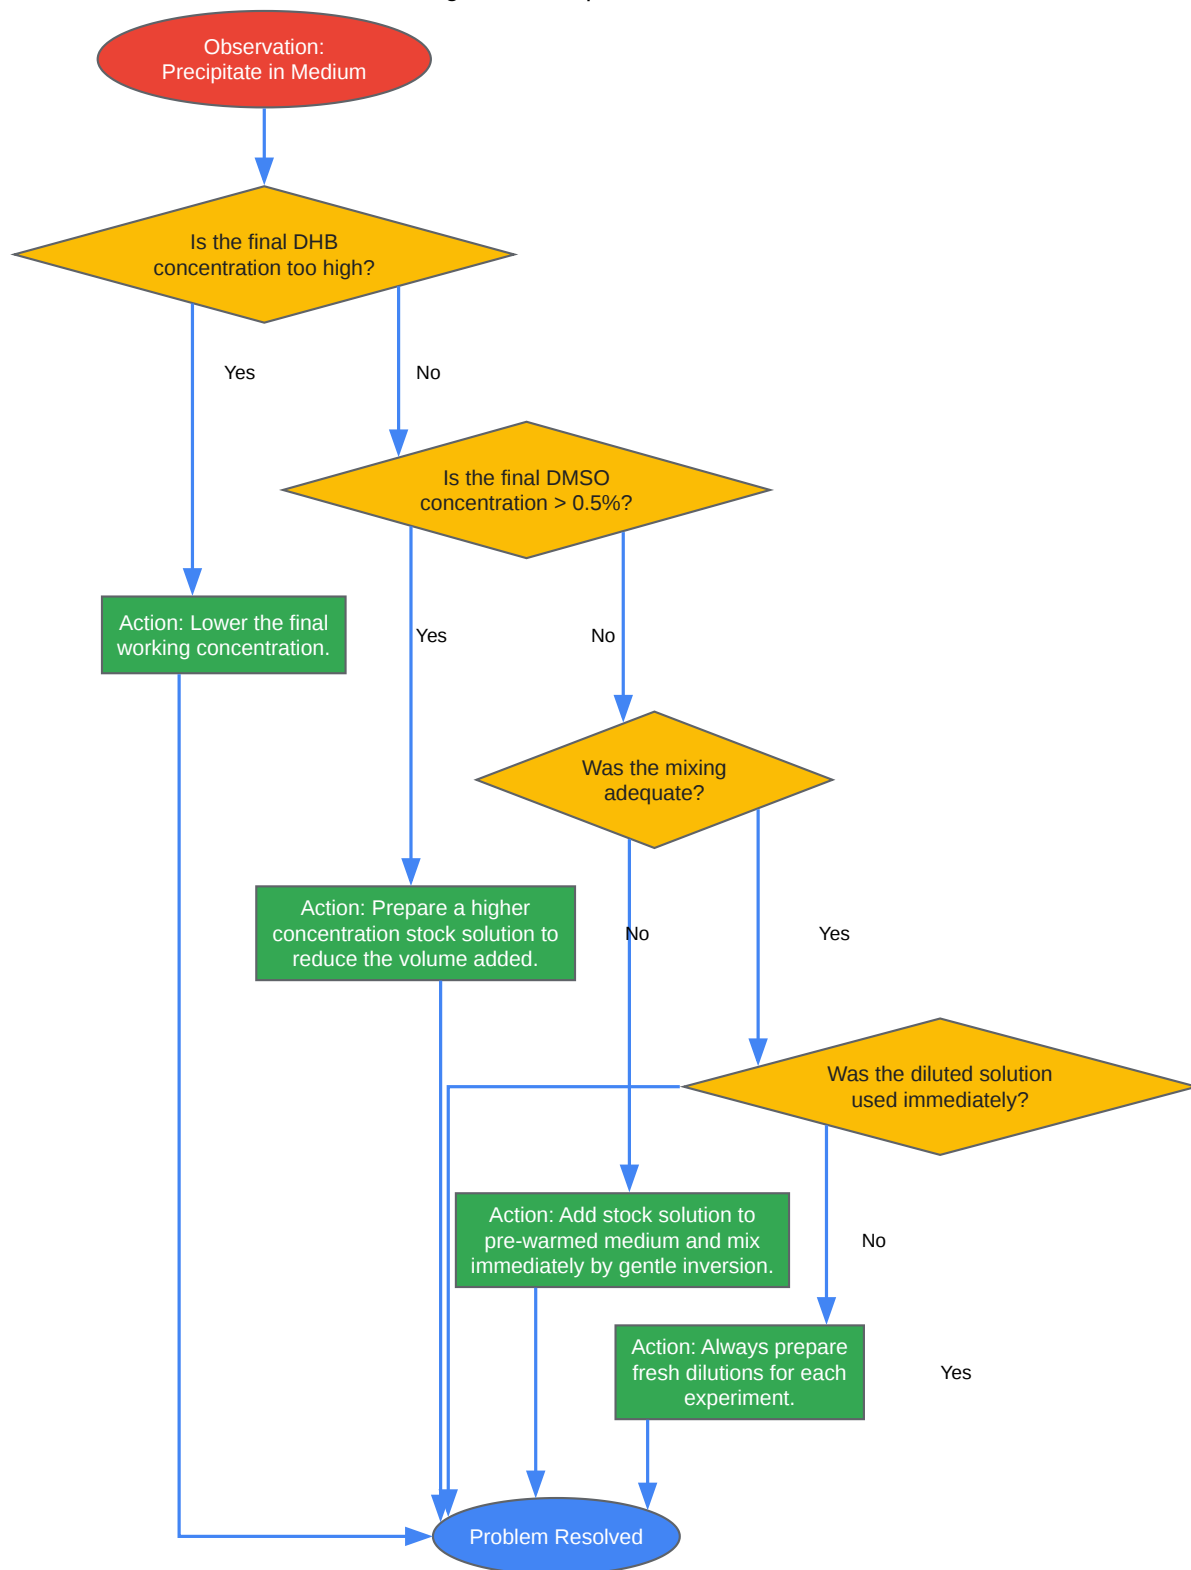 Observation:
Precipitate in Medium
Is the final DHB
concentration too high?
Yes
No
Is the final DMSO
concentration > 0.5%?
Action: Lower the final
working concentration.
Yes
No
Was the mixing
adequate?
Action: Prepare a higher
concentration stock solution to
reduce the volume added.
No
Yes
Was the diluted solution
used immediately?
Action: Add stock solution to
pre-warmed medium and mix
immediately by gentle inversion.
No
Action: Always prepare
fresh dilutions for each
experiment.
Yes
Problem Resolved